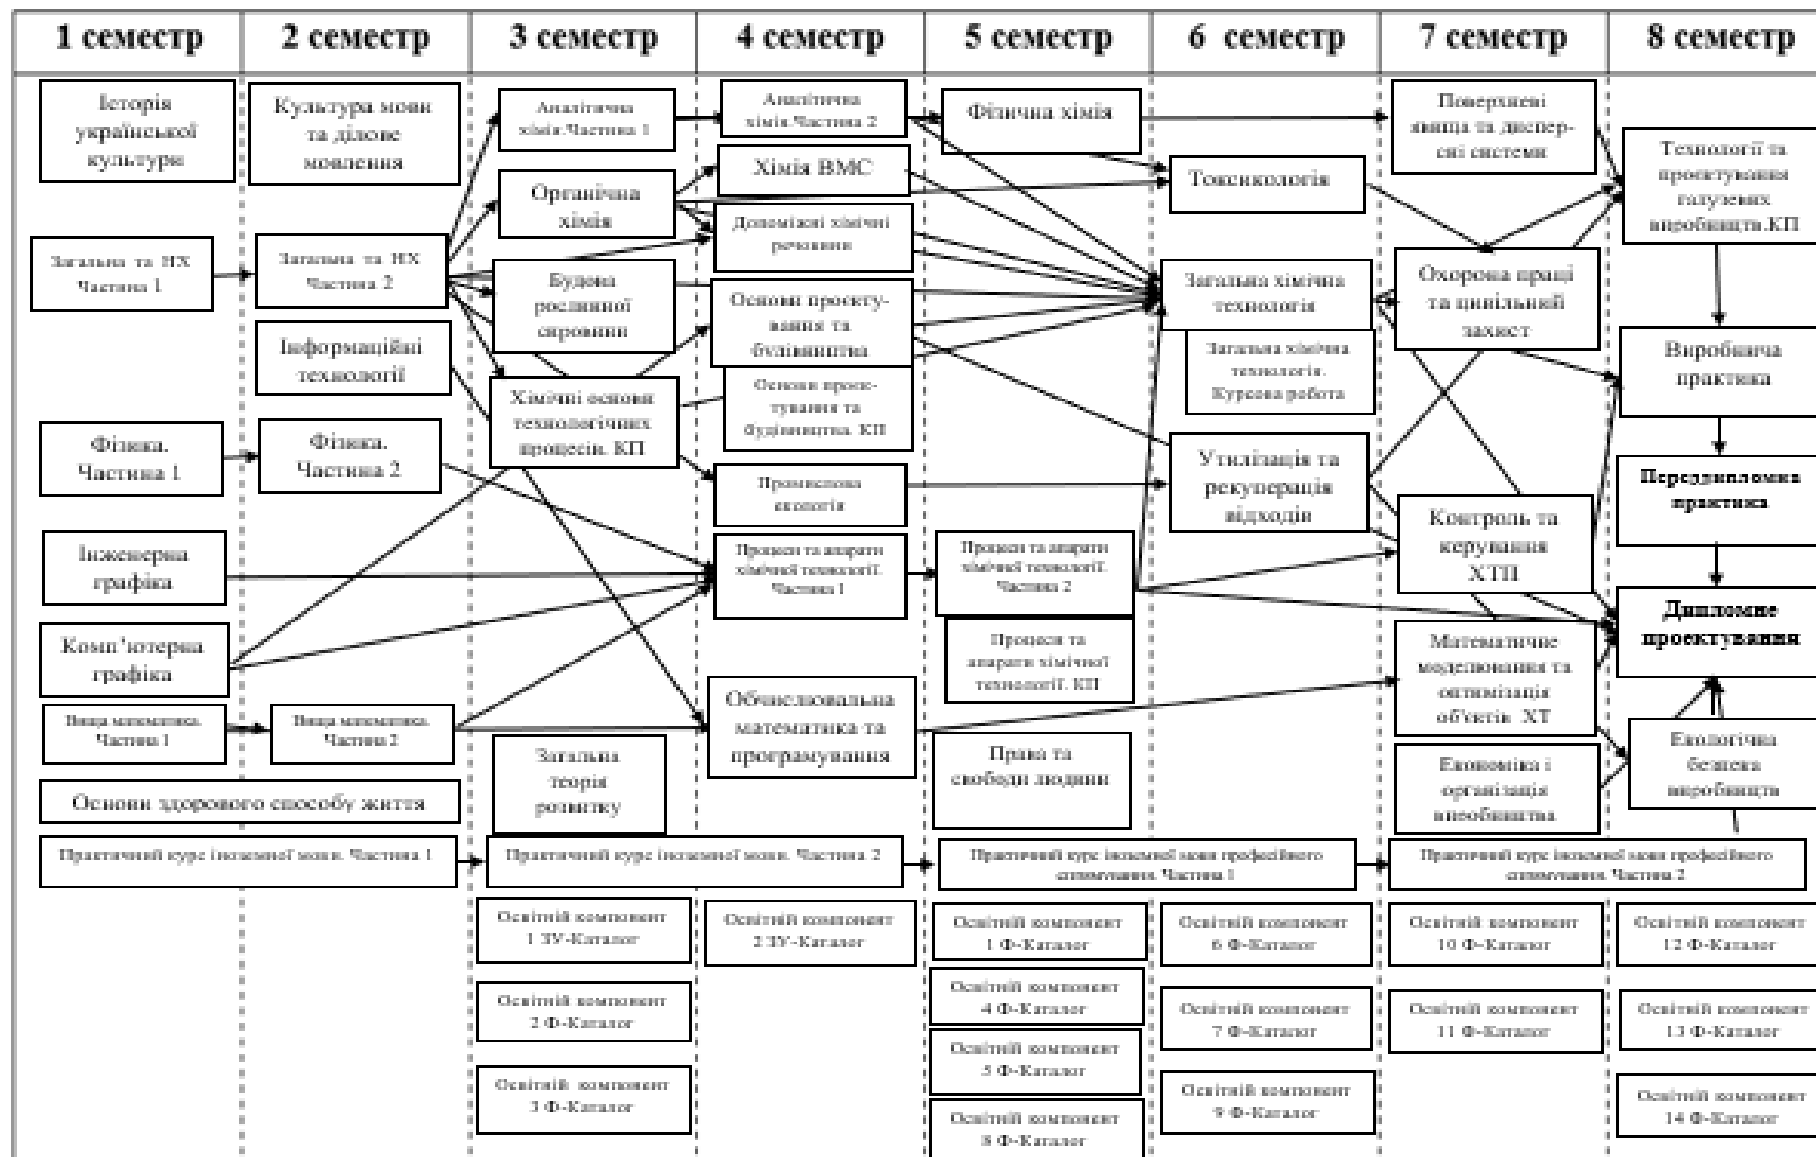 1 семестр
2 семестр
3 семестр
4 семестр
5 семестр
6 семестр
7 семестр
8 семестр
Історія
української
культури
Загальна та НХ
Частина 1
Фізика.
Частина 1
Інженерна
графіка
Комп’ютерна
графіка
Вища математика.
Частина 1
Культура мови
та ділове
мовлення
Загальна та НХ
Частина 2
Інформаційні
технології
Фізика.
Частина 2
Вища математика.
Частина 2
Основи здорового способу життя
Практичний курс іноземної мови. Частина 1
Аналітична
хімія.Частина 1
Органічна
хімія
Будова
рослинної
сировини
Хімічні основи
технологічних
процесів. КП
Загальна
теорія
розвитку
Аналітична
хімія.Частина 2
Хімія ВМС
Допоміжні хімічні
речовини
Основи проєкту-
вання та
будівництва
Основи проєк-
тування та
будівництва. КП
Промислова
екологія
Процеси та апарати
хімічної технології.
Частина 1
Обчислювальна
математика та
програмування
Практичний курс іноземної мови. Частина 2
Освітній компонент
1 ЗУ-Каталог
Освітній компонент
2 Ф-Каталог
Освітній компонент
3 Ф-Каталог
Освітній компонент
2 ЗУ-Каталог
Фізична хімія
Процеси та апарати
хімічної технології.
Частина 2
Процеси та
апарати хімічної
технології. КП
Права та
свободи людини
Токсикологія
Загальна хімічна
технологія
Загальна хімічна
технологія.
Курсова робота
Утилізація та
рекуперація
відходів
Практичний курс іноземної мови професійного
спілкування. Частина 1
Освітній компонент
1 Ф-Каталог
Освітній компонент
4 Ф-Каталог
Освітній компонент
5 Ф-Каталог
Освітній компонент
8 Ф-Каталог
Освітній компонент
6 Ф-Каталог
Освітній компонент
7 Ф-Каталог
Освітній компонент
9 Ф-Каталог
Поверхневі
явища та диспер-
сні системи
Охорона праці
та цивільний
захист
Контроль та
керування
ХТП
Математичне
моделювання та
оптимізація
об'єктів ХТ
Економіка і
організація
виробництва
Технології та
проєктування
галузевих
виробництв.КП
Виробнича
практика
Переддипломна
практика
Дипломне
проектування
Екологічна
безпека
виробництв
Практичний курс іноземної мови професійного
спілкування. Частина 2
Освітній компонент
10 Ф-Каталог
Освітній компонент
11 Ф-Каталог
Освітній компонент
12 Ф-Каталог
Освітній компонент
13 Ф-Каталог
Освітній компонент
14 Ф-Каталог